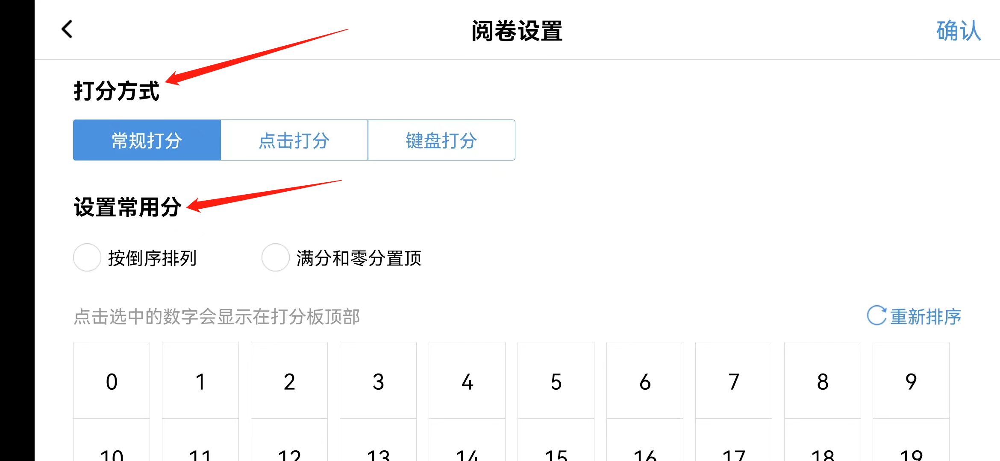 阅卷设置
确认
打分方式
常规打分 点击打分 键盘打分
设置常用分
按倒序排列 满分和零分置顶
点击选中的数字会显示在打分板顶部 重新排序
0 1 2 3 4 5 6 7 8 9
10 11 12 13 14 15 16 17 18 19